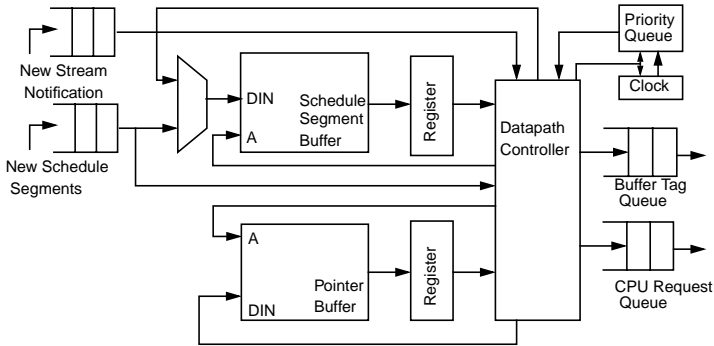 Priority
Queue
Clock
New Stream
Notification
New Schedule
Segments
DIN
A
Schedule
Segment
Buffer
Register
Datapath
Controller
Buffer Tag
Queue
A
DIN
Pointer
Buffer
Register
CPU Request
Queue